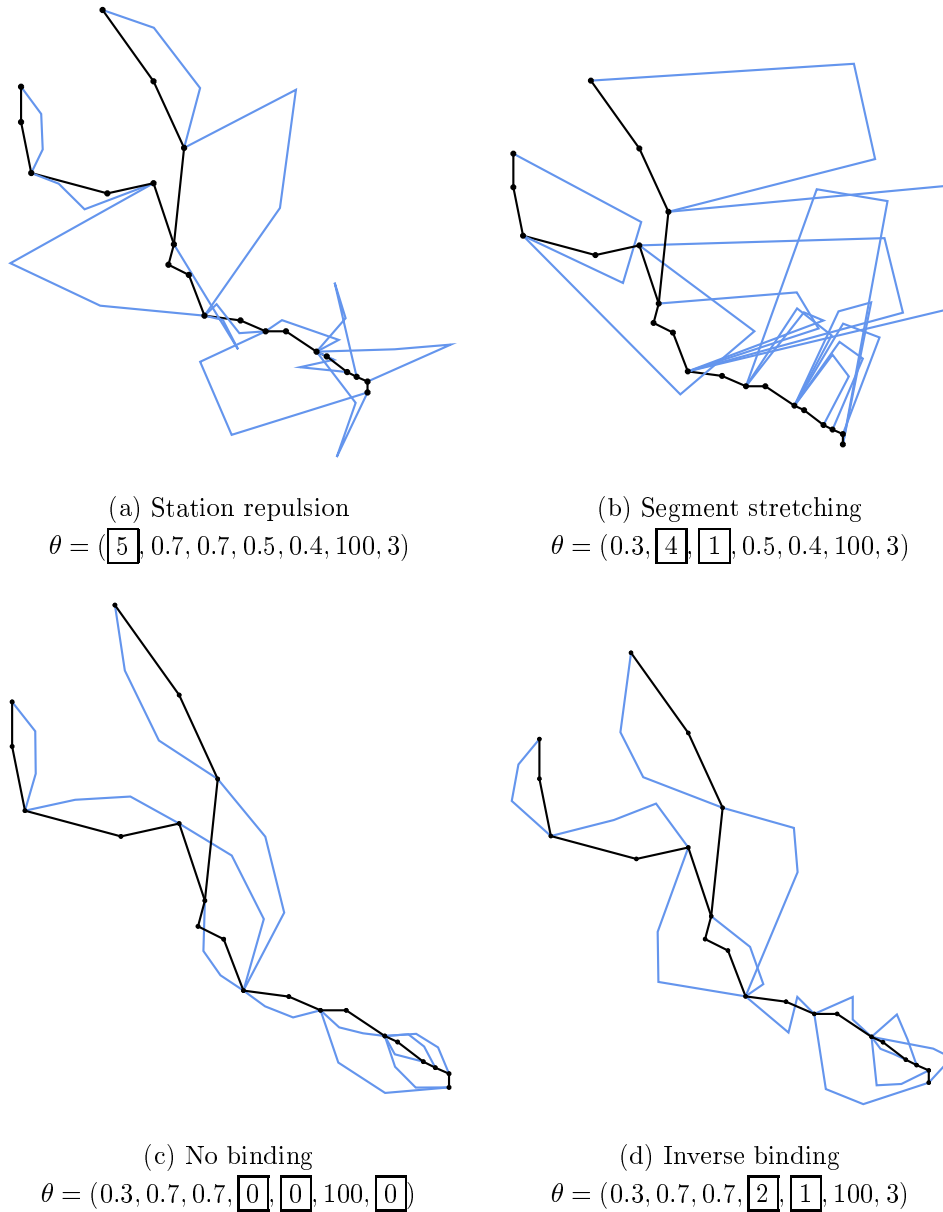 (a) Station repulsion
θ = (5, 0.7, 0.7, 0.5, 0.4, 100, 3)
(b) Segment stretching
θ = (0.3, 4, 1, 0.5, 0.4, 100, 3)
(c) No binding
θ = (0.3, 0.7, 0.7, 0, 0, 100, 0)
(d) Inverse binding
θ = (0.3, 0.7, 0.7, 2, 1, 100, 3)